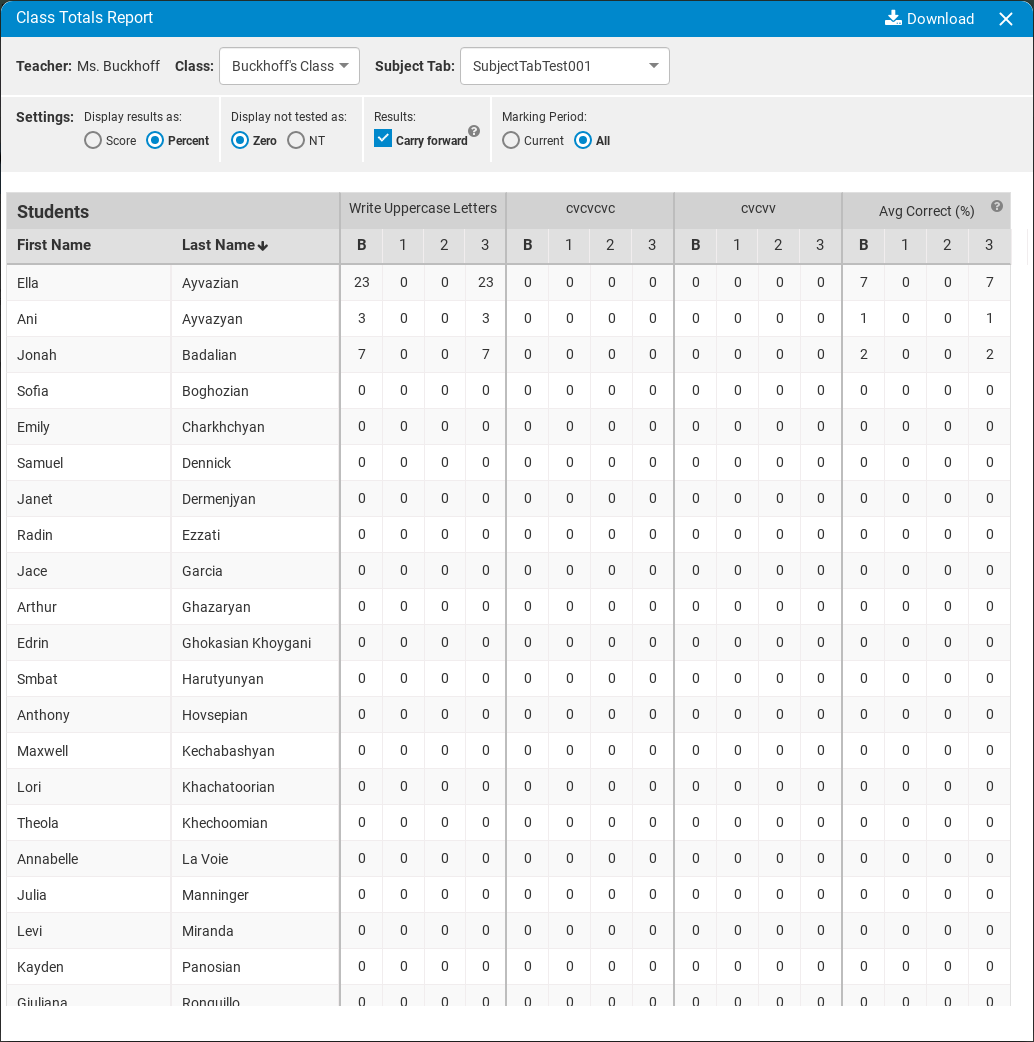 Class Totals Report Download
Teacher: Ms. Buckhoff Class: Buckhoff's Class Subject Tab: SubjectTabTest001
Settings: Display results as: Display not tested as: Results: Marking Period:
Score Percent Zero NT Carry forward ? Current All
Students Write Uppercase Letters cvcvcvc cvcvv Avg Correct (%) ?
First Name Last Name B 1 2 3 B 1 2 3 B 1 2 3 B 1 2 3
Ella Ayvazian 23 0 0 23 0 0 0 0 0 0 0 0 7 0 0 7
Ani Ayvazyan 3 0 0 3 0 0 0 0 0 0 0 0 1 0 0 1
Jonah Badalian 7 0 0 7 0 0 0 0 0 0 0 0 2 0 0 2
Sofia Boghozian 0 0 0 0 0 0 0 0 0 0 0 0 0 0 0 0
Emily Charkhchyan 0 0 0 0 0 0 0 0 0 0 0 0 0 0 0 0
Samuel Dennick 0 0 0 0 0 0 0 0 0 0 0 0 0 0 0 0
Janet Dermenjyan 0 0 0 0 0 0 0 0 0 0 0 0 0 0 0 0
Radin Ezzati 0 0 0 0 0 0 0 0 0 0 0 0 0 0 0 0
Jace Garcia 0 0 0 0 0 0 0 0 0 0 0 0 0 0 0 0
Arthur Ghazaryan 0 0 0 0 0 0 0 0 0 0 0 0 0 0 0 0
Edrin Ghokasian Khoygani 0 0 0 0 0 0 0 0 0 0 0 0 0 0 0 0
Smbat Harutyunyan 0 0 0 0 0 0 0 0 0 0 0 0 0 0 0 0
Anthony Hovsepian 0 0 0 0 0 0 0 0 0 0 0 0 0 0 0 0
Maxwell Kechabashyan 0 0 0 0 0 0 0 0 0 0 0 0 0 0 0 0
Lori Khachatoorian 0 0 0 0 0 0 0 0 0 0 0 0 0 0 0 0
Theola Khechoomian 0 0 0 0 0 0 0 0 0 0 0 0 0 0 0 0
Annabelle La Voie 0 0 0 0 0 0 0 0 0 0 0 0 0 0 0 0
Julia Manninger 0 0 0 0 0 0 0 0 0 0 0 0 0 0 0 0
Levi Miranda 0 0 0 0 0 0 0 0 0 0 0 0 0 0 0 0
Kayden Panosian 0 0 0 0 0 0 0 0 0 0 0 0 0 0 0 0
Giuliana Ronquillo 0 0 0 0 0 0 0 0 0 0 0 0 0 0 0 0